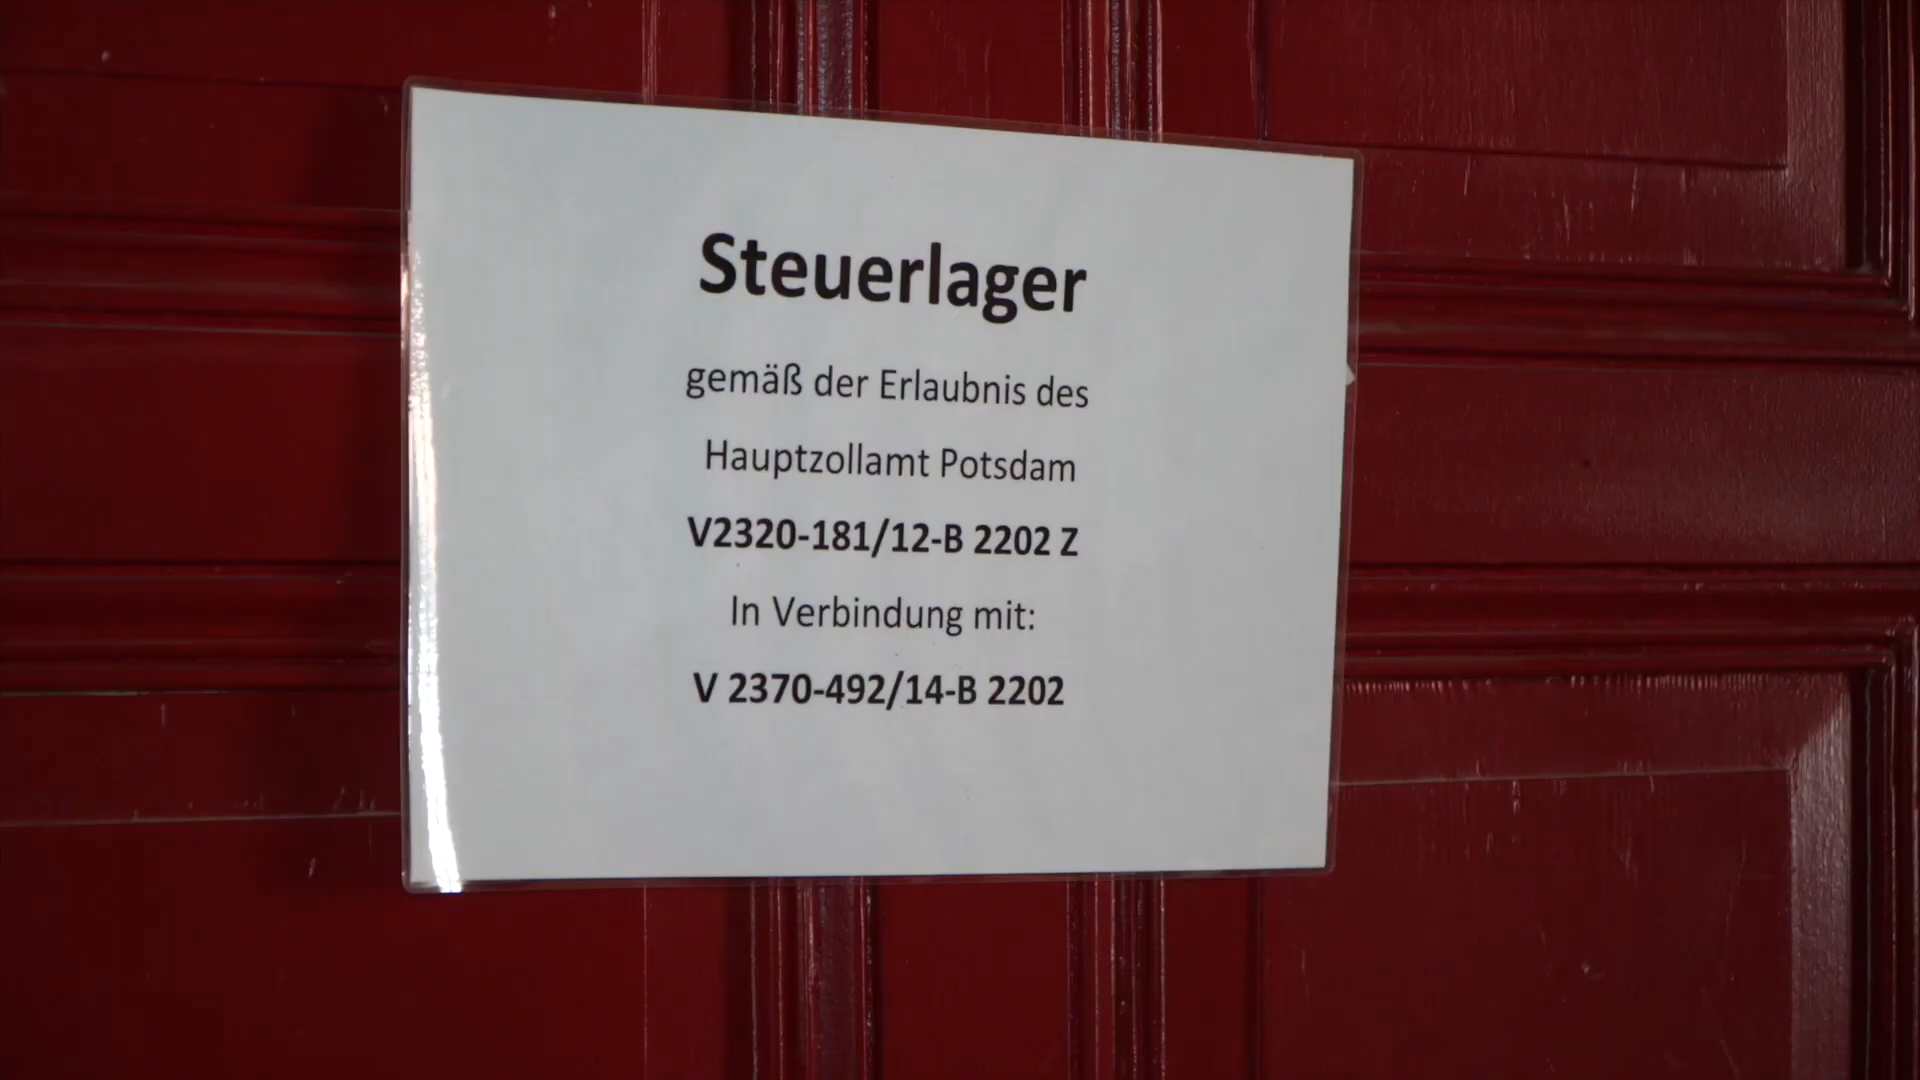 Steuerlager
gemäß der Erlaubnis des
Hauptzollamt Potsdam
V2320-181/12-B 2202 Z
In Verbindung mit:
V 2370-492/14-B 2202